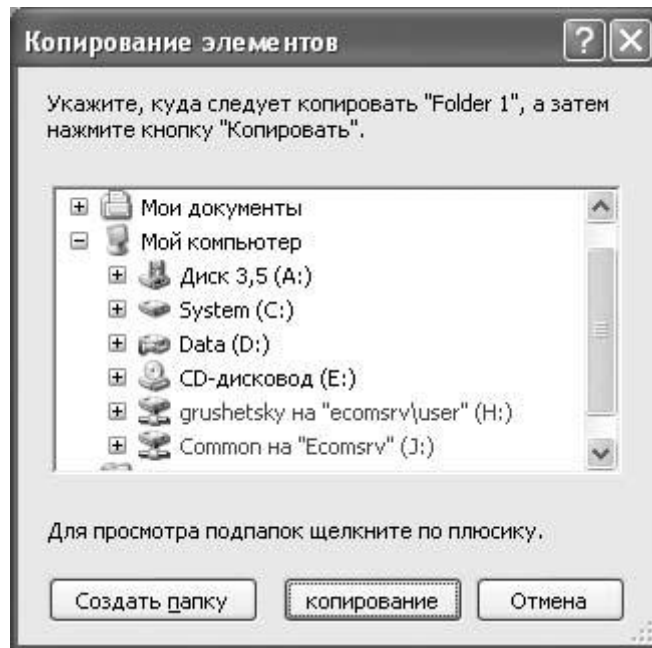 Копирование элементов
Укажите, куда следует копировать "Folder 1", а затем
нажмите кнопку "Копировать".
Мои документы
Мой компьютер
Диск 3,5 (A:)
System (C:)
Data (D:)
CD-дисковод (E:)
grushetsky на "ecomsrv\user" (H:)
Common на "Ecomsrv" (J:)
Для просмотра подпапок щелкните по плюсику.
Создать папку
копирование
Отмена